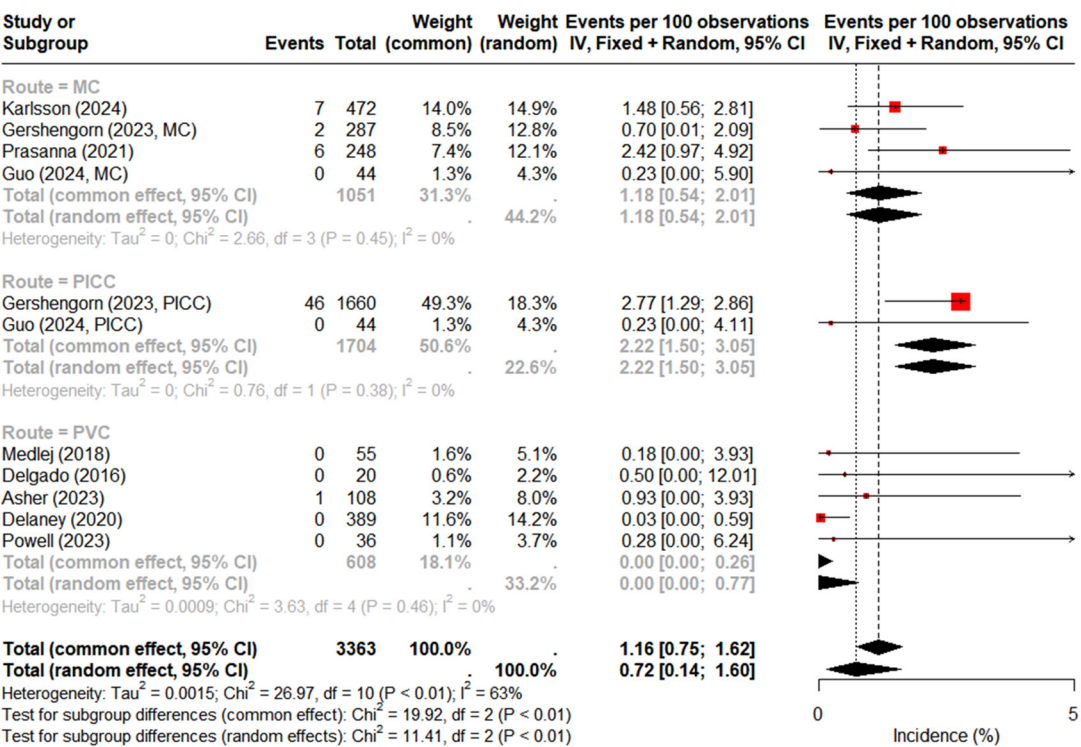 Study or Weight Weight Events per 100 observations Events per 100 observations
Subgroup Events Total (common) (random) IV, Fixed + Random, 95% CI IV, Fixed + Random, 95% CI
Route = MC
Karlsson (2024) 7 472 14.0% 14.9% 1.48 [0.56; 2.81]
Gershengorn (2023, MC) 2 287 8.5% 12.8% 0.70 [0.01; 2.09]
Prasanna (2021) 6 248 7.4% 12.1% 2.42 [0.97; 4.92]
Guo (2024, MC) 0 44 1.3% 4.3% 0.23 [0.00; 5.90]
Total (common effect, 95% CI) 1051 31.3% . 1.18 [0.54; 2.01]
Total (random effect, 95% CI) . 44.2% 1.18 [0.54; 2.01]
Heterogeneity: Tau² = 0; Chi² = 2.66, df = 3 (P = 0.45); I² = 0%
Route = PICC
Gershengorn (2023, PICC) 46 1660 49.3% 18.3% 2.77 [1.29; 2.86]
Guo (2024, PICC) 0 44 1.3% 4.3% 0.23 [0.00; 4.11]
Total (common effect, 95% CI) 1704 50.6% . 2.22 [1.50; 3.05]
Total (random effect, 95% CI) . 22.6% 2.22 [1.50; 3.05]
Heterogeneity: Tau² = 0; Chi² = 0.76, df = 1 (P = 0.38); I² = 0%
Route = PVC
Medlej (2018) 0 55 1.6% 5.1% 0.18 [0.00; 3.93]
Delgado (2016) 0 20 0.6% 2.2% 0.50 [0.00; 12.01]
Asher (2023) 1 108 3.2% 8.0% 0.93 [0.00; 3.93]
Delaney (2020) 0 389 11.6% 14.2% 0.03 [0.00; 0.59]
Powell (2023) 0 36 1.1% 3.7% 0.28 [0.00; 6.24]
Total (common effect, 95% CI) 608 18.1% . 0.00 [0.00; 0.26]
Total (random effect, 95% CI) . 33.2% 0.00 [0.00; 0.77]
Heterogeneity: Tau² = 0.0009; Chi² = 3.63, df = 4 (P = 0.46); I² = 0%
Total (common effect, 95% CI) 3363 100.0% . 1.16 [0.75; 1.62]
Total (random effect, 95% CI) . 100.0% 0.72 [0.14; 1.60]
Heterogeneity: Tau² = 0.0015; Chi² = 26.97, df = 10 (P < 0.01); I² = 63%
Test for subgroup differences (common effect): Chi² = 19.92, df = 2 (P < 0.01) 0 5
Test for subgroup differences (random effects): Chi² = 11.41, df = 2 (P < 0.01) Incidence (%)